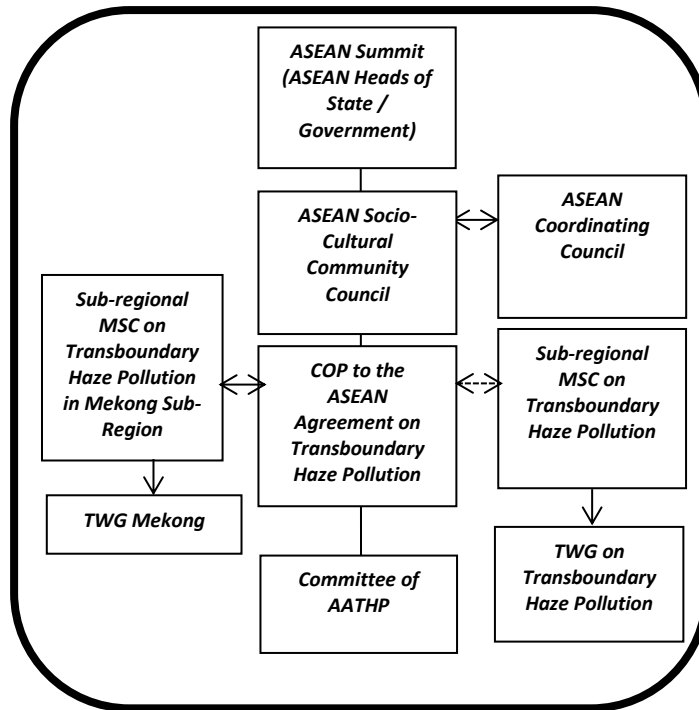 ASEAN Summit
(ASEAN Heads of
State /
Government)
ASEAN Socio-
Cultural
Community
Council
ASEAN
Coordinating
Council
Sub-regional
MSC on
Transboundary
Haze Pollution
in Mekong Sub-
Region
COP to the
ASEAN
Agreement on
Transboundary
Haze Pollution
Sub-regional
MSC on
Transboundary
Haze Pollution
TWG Mekong
Committee of
AATHP
TWG on
Transboundary
Haze Pollution